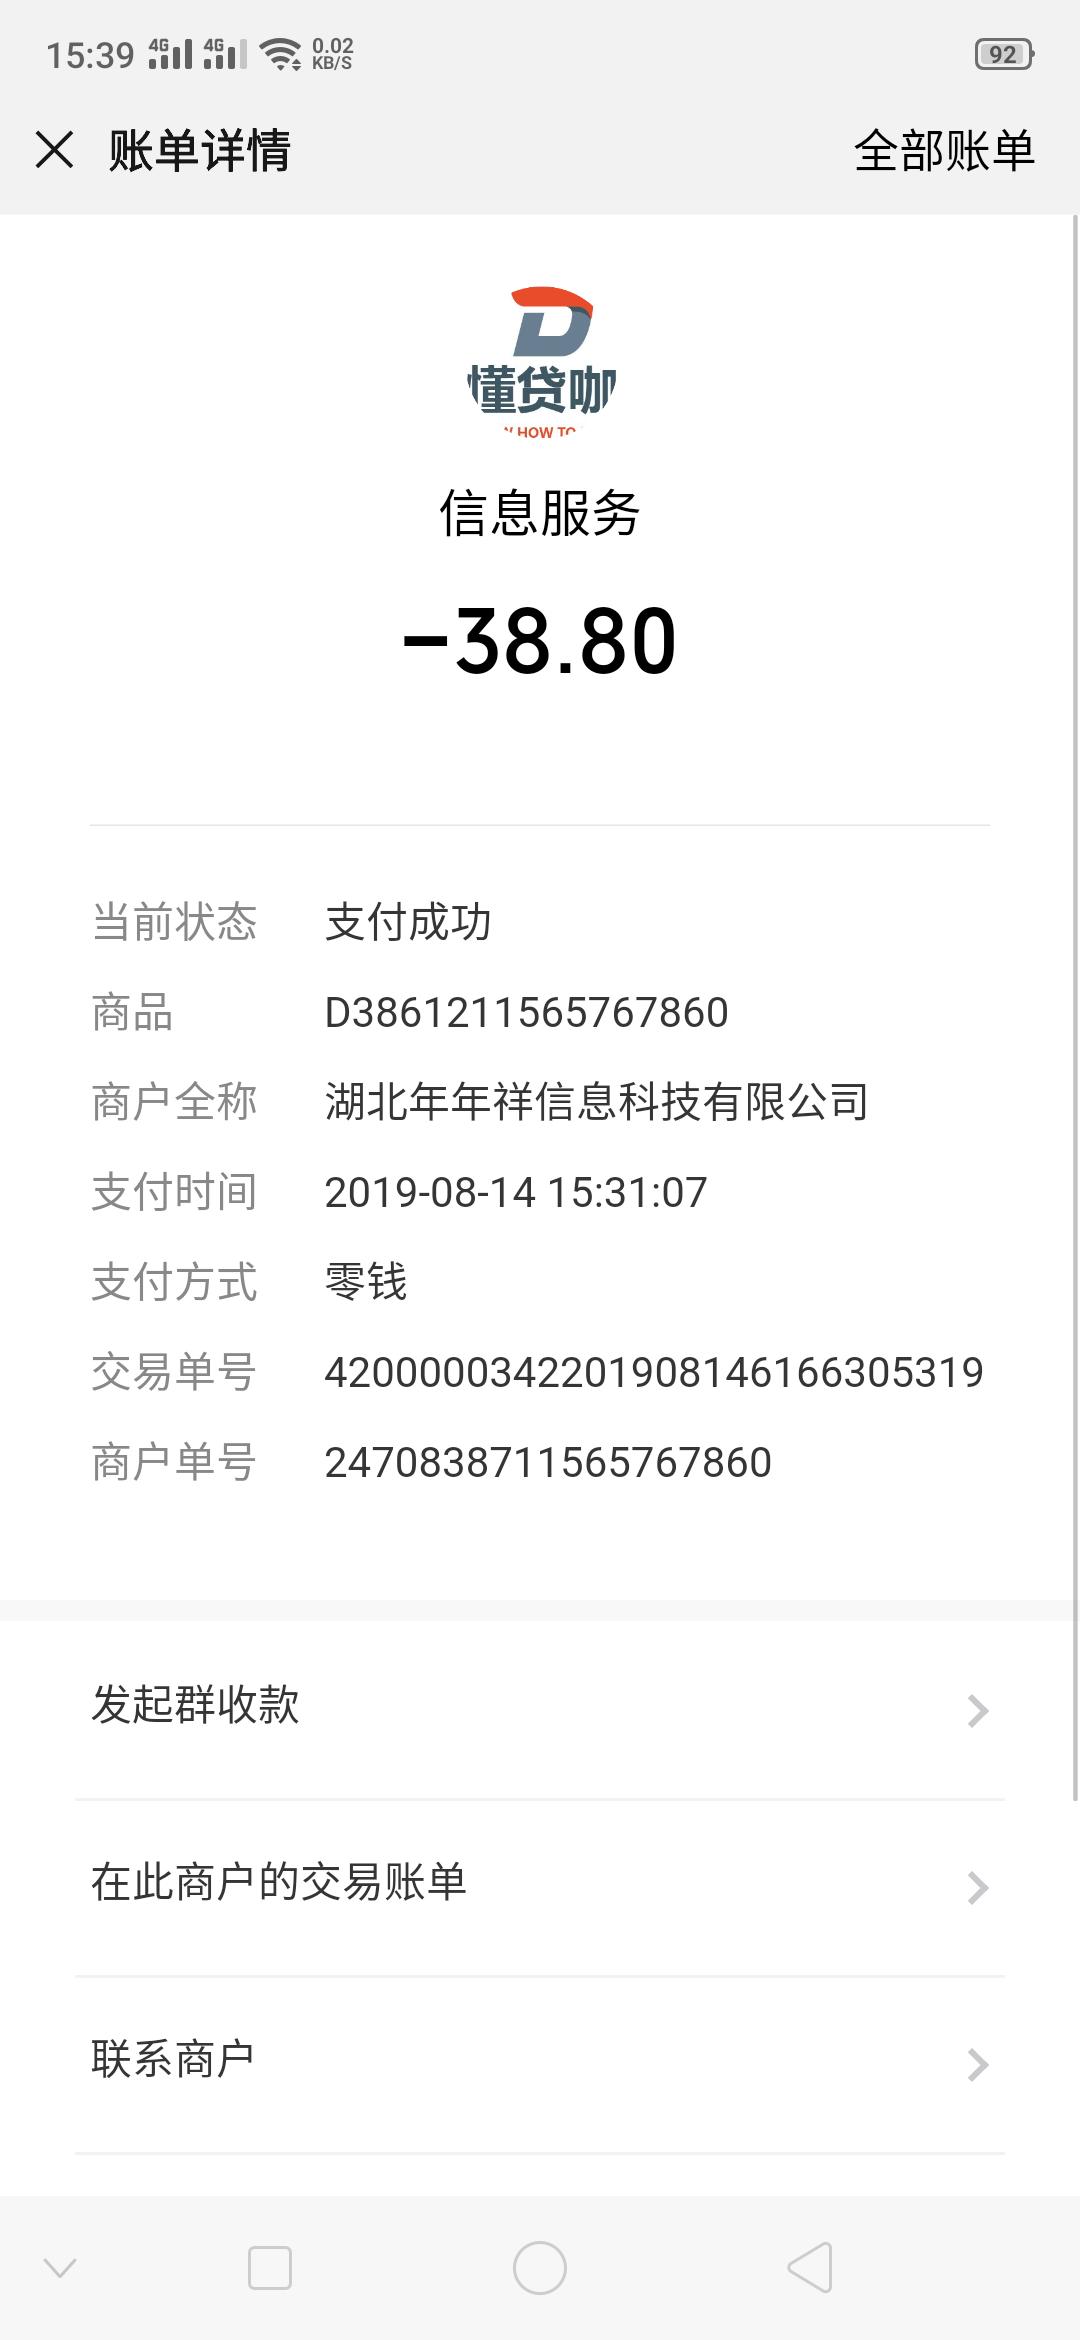 15:39 4G 4G 0.02 KB/S 92
账单详情 全部账单
懂贷咖
HOW TO
信息服务
-38.80
当前状态 支付成功
商品 D3861211565767860
商户全称 湖北年年祥信息科技有限公司
支付时间 2019-08-14 15:31:07
支付方式 零钱
交易单号 4200000342201908146166305319
商户单号 2470838711565767860
发起群收款
在此商户的交易账单
联系商户